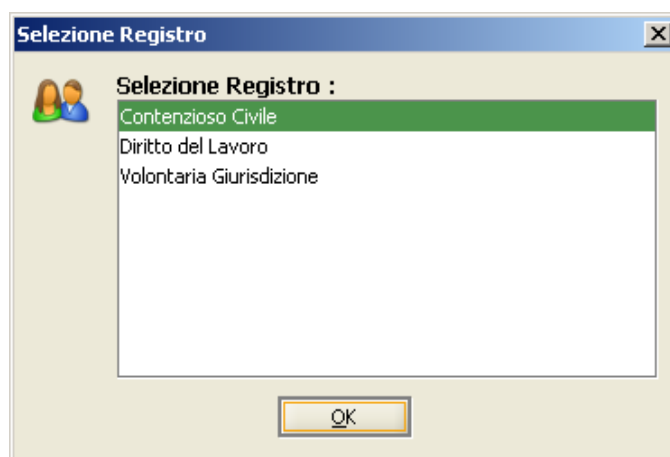 Selezione Registro
Selezione Registro :
Contenzioso Civile
Diritto del Lavoro
Volontaria Giurisdizione
OK